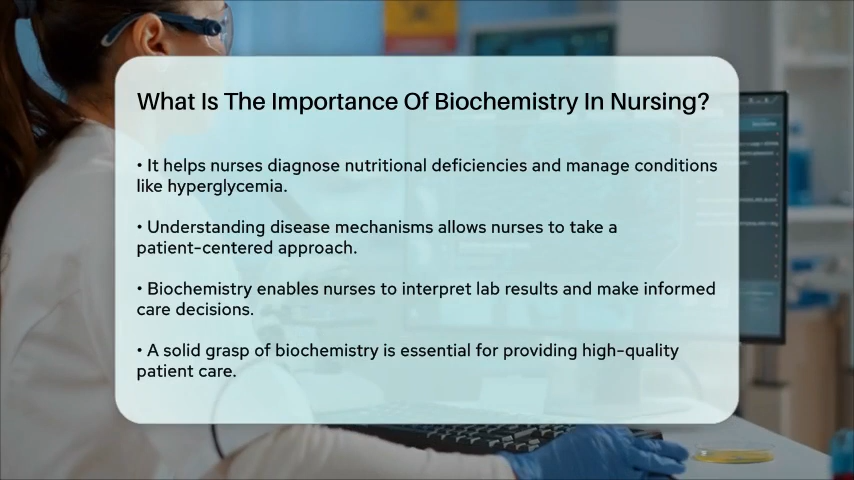 What Is The Importance Of Biochemistry In Nursing?
• It helps nurses diagnose nutritional deficiencies and manage conditions
like hyperglycemia.
• Understanding disease mechanisms allows nurses to take a
patient-centered approach.
• Biochemistry enables nurses to interpret lab results and make informed
care decisions.
• A solid grasp of biochemistry is essential for providing high-quality
patient care.